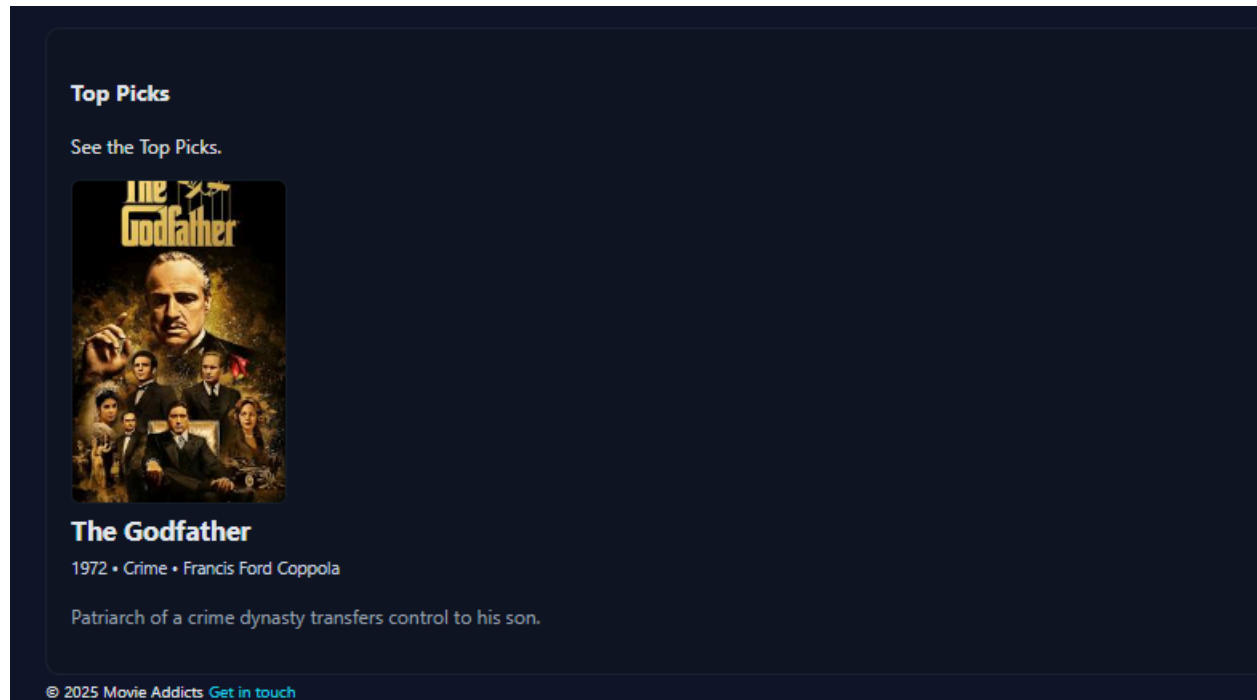 Top Picks
See the Top Picks.
The
Godfather
The Godfather
1972 • Crime • Francis Ford Coppola
Patriarch of a crime dynasty transfers control to his son.
© 2025 Movie Addicts Get in touch